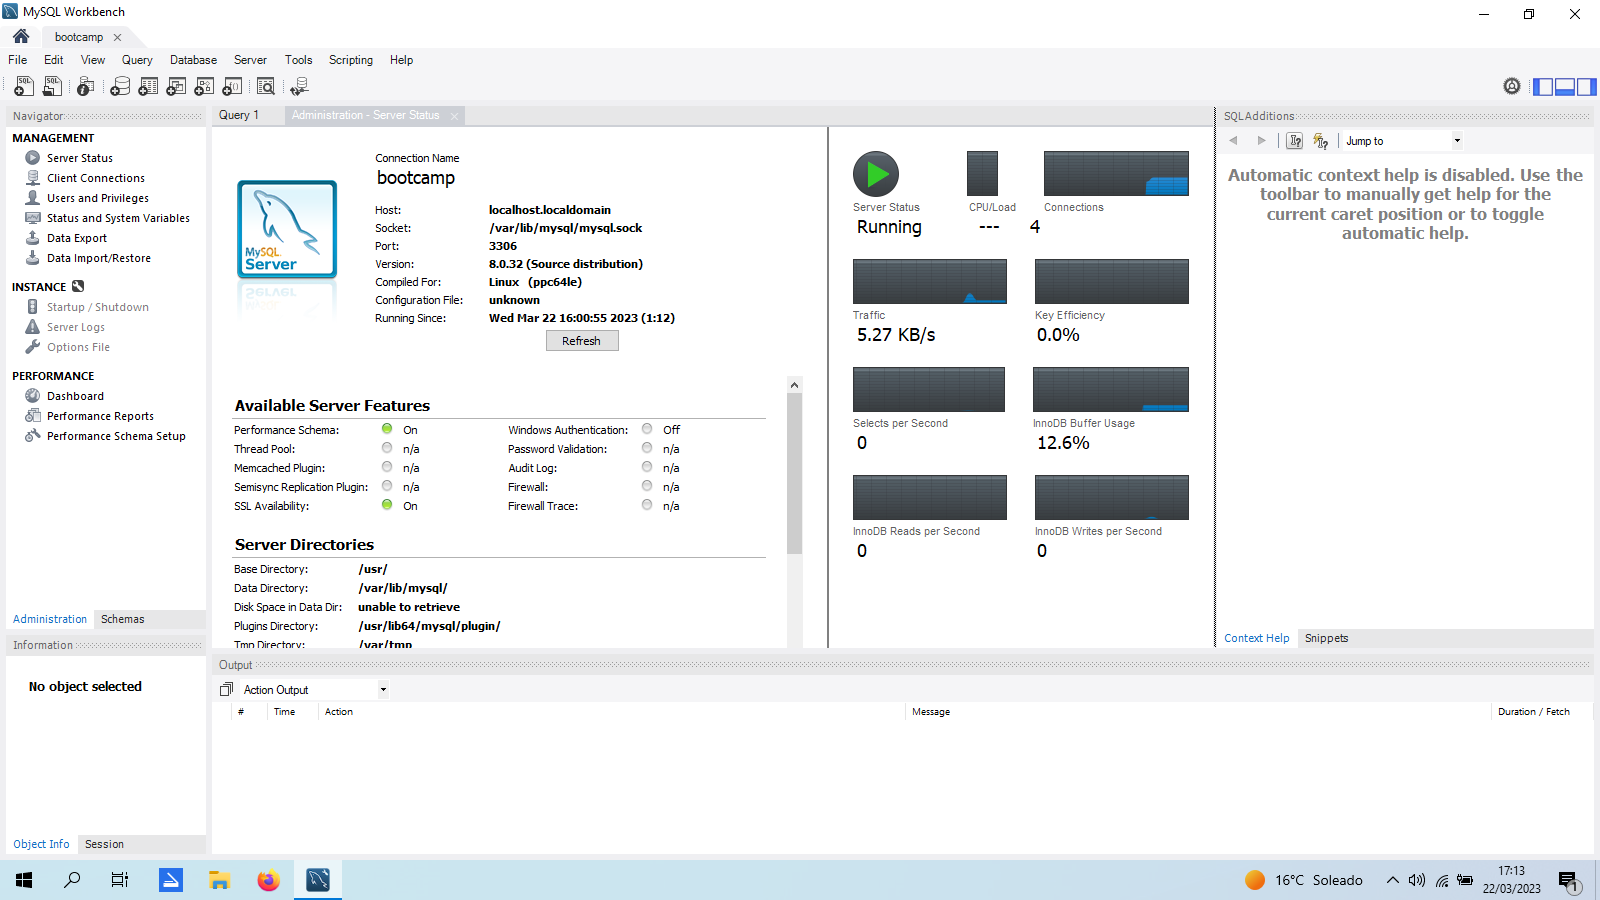 MySQL Workbench
bootcamp
File Edit View Query Database Server Tools Scripting Help
Navigator
MANAGEMENT
Server Status
Client Connections
Users and Privileges
Status and System Variables
Data Export
Data Import/Restore
INSTANCE
Startup / Shutdown
Server Logs
Options File
PERFORMANCE
Dashboard
Performance Reports
Performance Schema Setup
Administration Schemas
Information
No object selected
Object Info Session
Query 1 Administration - Server Status
MySQL
Server
Connection Name
bootcamp
Host: localhost.localdomain
Socket: /var/lib/mysql/mysql.sock
Port: 3306
Version: 8.0.32 (Source distribution)
Compiled For: Linux (ppc64le)
Configuration File: unknown
Running Since: Wed Mar 22 16:00:55 2023 (1:12)
Refresh
Available Server Features
Performance Schema: On Windows Authentication: Off
Thread Pool: n/a Password Validation: n/a
Memcached Plugin: n/a Audit Log: n/a
Semisync Replication Plugin: n/a Firewall: n/a
SSL Availability: On Firewall Trace: n/a
Server Directories
Base Directory: /usr/
Data Directory: /var/lib/mysql/
Disk Space in Data Dir: unable to retrieve
Plugins Directory: /usr/lib64/mysql/plugin/
Tmp Directory: /var/tmp
Server Status CPU/Load Connections
Running --- 4
Traffic Key Efficiency
5.27 KB/s 0.0%
Selects per Second InnoDB Buffer Usage
0 12.6%
InnoDB Reads per Second InnoDB Writes per Second
0 0
SQLAdditions
Jump to
Automatic context help is disabled. Use the
toolbar to manually get help for the
current caret position or to toggle
automatic help.
Context Help Snippets
Output
Action Output
# Time Action Message Duration / Fetch
16°C Soleado
17:13
22/03/2023
1